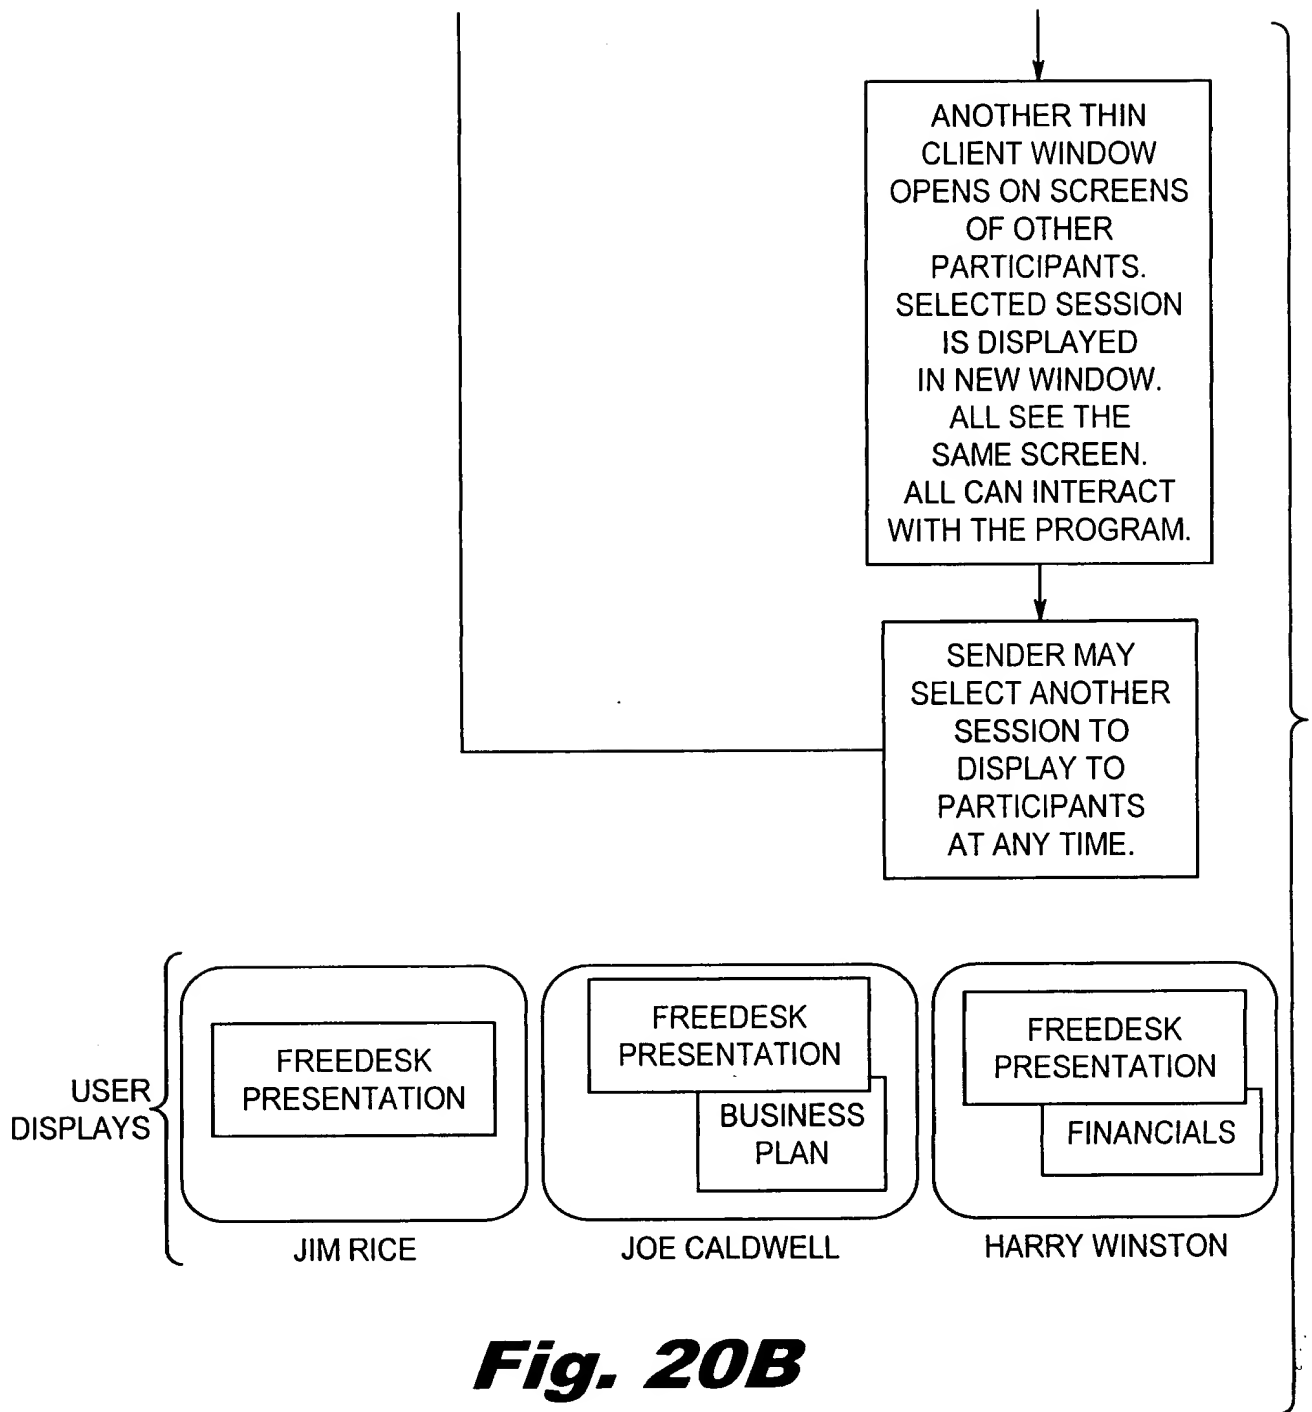 ANOTHER THIN
CLIENT WINDOW
OPENS ON SCREENS
OF OTHER
PARTICIPANTS.
SELECTED SESSION
IS DISPLAYED
IN NEW WINDOW.
ALL SEE THE
SAME SCREEN.
ALL CAN INTERACT
WITH THE PROGRAM.
SENDER MAY
SELECT ANOTHER
SESSION TO
DISPLAY TO
PARTICIPANTS
AT ANY TIME.
USER
DISPLAYS
FREEDESK
PRESENTATION
JIM RICE
FREEDESK
PRESENTATION
BUSINESS
PLAN
JOE CALDWELL
FREEDESK
PRESENTATION
FINANCIALS
HARRY WINSTON
Fig. 20B